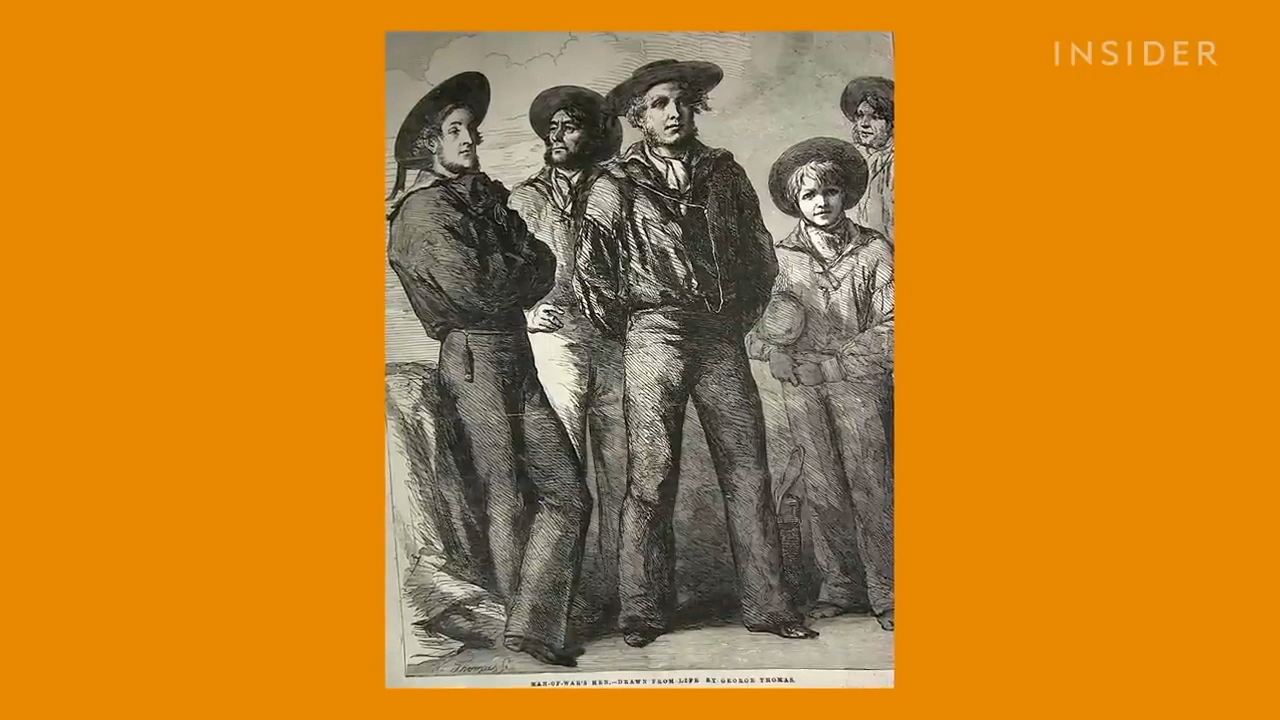 INSIDER
MAN-OF-WAR'S MEN.—DRAWN FROM LIFE BY GEORGE THOMAS.